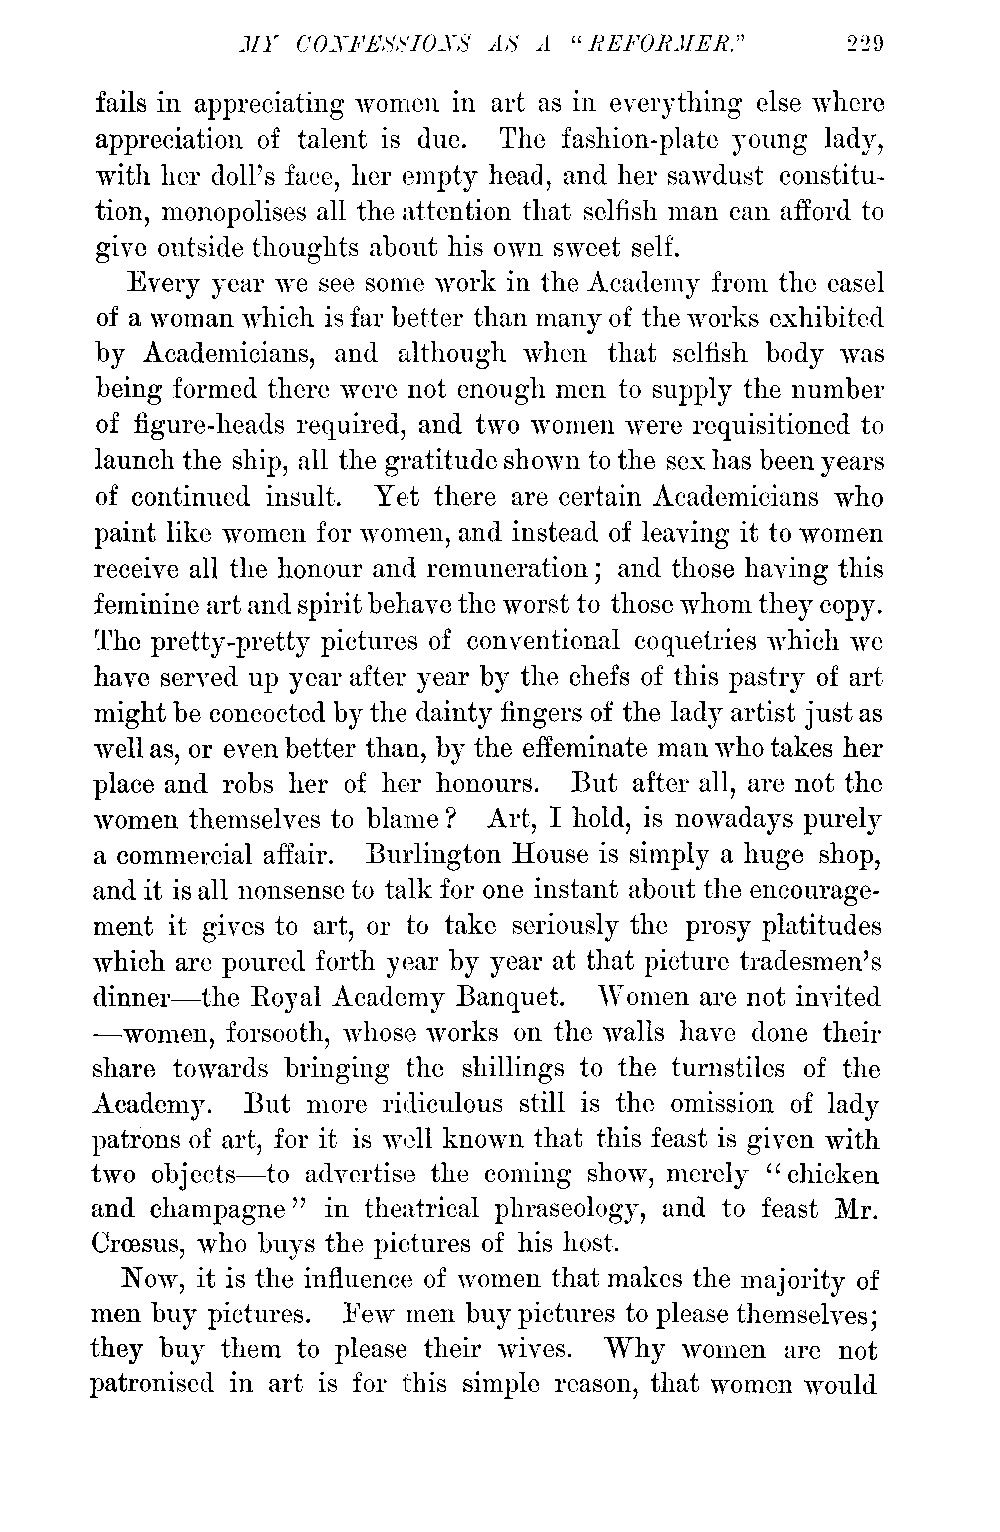 MY CONFESSIONS AS A "REFORMER." 229
fails in appreciating women in art as in everything else where
appreciation of talent is due. The fashion-plate young lady,
with her doll's face, her empty head, and her sawdust constitu-
tion, monopolises all the attention that selfish man can afford to
give outside thoughts about his own sweet self.
Every year we see some work in the Academy from the easel
of a woman which is far better than many of the works exhibited
by Academicians, and although when that selfish body was
being formed there were not enough men to supply the number
of figure-heads required, and two women were requisitioned to
launch the ship, all the gratitude shown to the sex has been years
of continued insult. Yet there are certain Academicians who
paint like women for women, and instead of leaving it to women
receive all the honour and remuneration; and those having this
feminine art and spirit behave the worst to those whom they copy.
The pretty-pretty pictures of conventional coquetries which we
have served up year after year by the chefs of this pastry of art
might be concocted by the dainty fingers of the lady artist just as
well as, or even better than, by the effeminate man who takes her
place and robs her of her honours. But after all, are not the
women themselves to blame? Art, I hold, is nowadays purely
a commercial affair. Burlington House is simply a huge shop,
and it is all nonsense to talk for one instant about the encourage-
ment it gives to art, or to take seriously the prosy platitudes
which are poured forth year by year at that picture tradesmen's
dinner—the Royal Academy Banquet. Women are not invited
—women, forsooth, whose works on the walls have done their
share towards bringing the shillings to the turnstiles of the
Academy. But more ridiculous still is the omission of lady
patrons of art, for it is well known that this feast is given with
two objects—to advertise the coming show, merely "chicken
and champagne" in theatrical phraseology, and to feast Mr.
Crœsus, who buys the pictures of his host.
Now, it is the influence of women that makes the majority of
men buy pictures. Few men buy pictures to please themselves;
they buy them to please their wives. Why women are not
patronised in art is for this simple reason, that women would